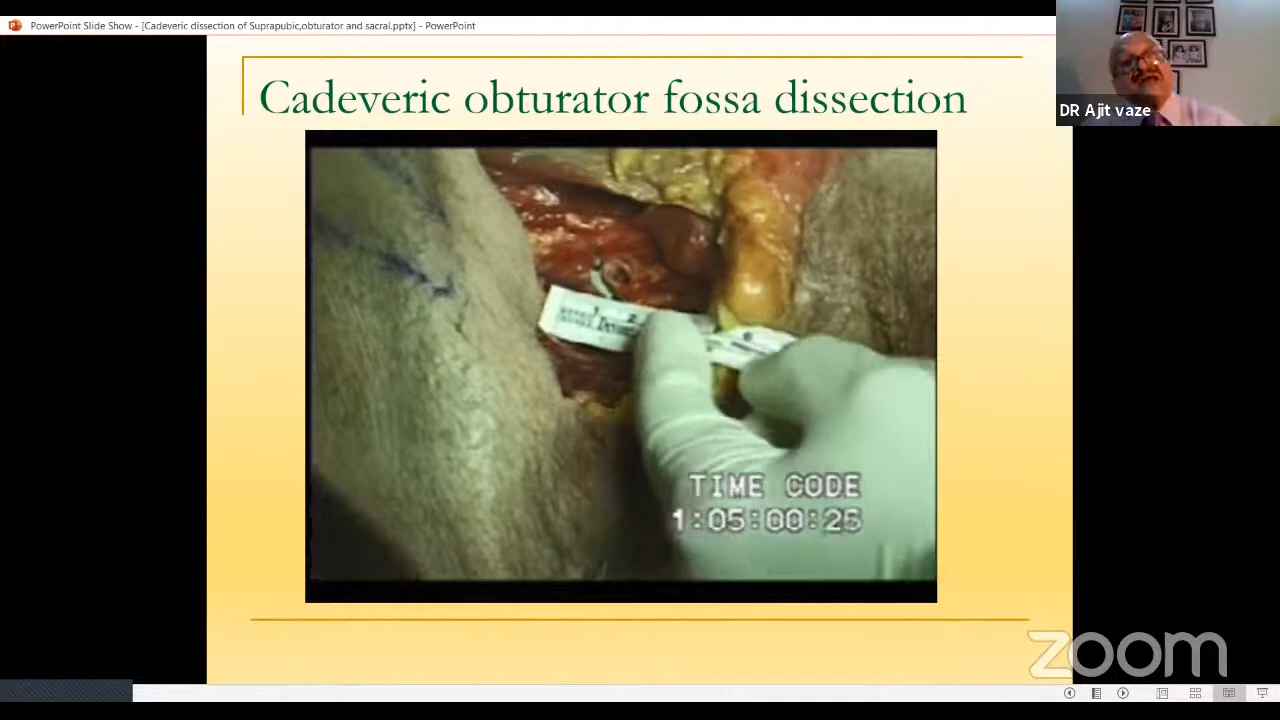 PowerPoint Slide Show - [Cadeveric dissection of Suprapubic,obturator and sacral.pptx] - PowerPoint
Cadeveric obturator fossa dissection
DR Ajit vaze
TIME CODE
1:05:00:25
zoom